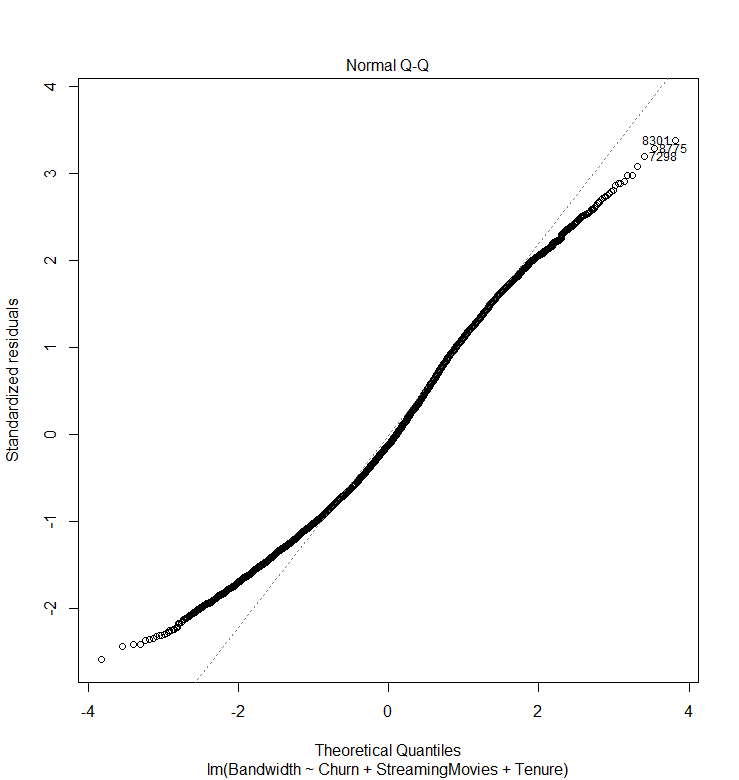 Normal Q-Q
4
8301
8775
7298
3
2
1
0
-1
-2
Standardized residuals
-4 -2 0 2 4
Theoretical Quantiles
lm(Bandwidth ~ Churn + StreamingMovies + Tenure)